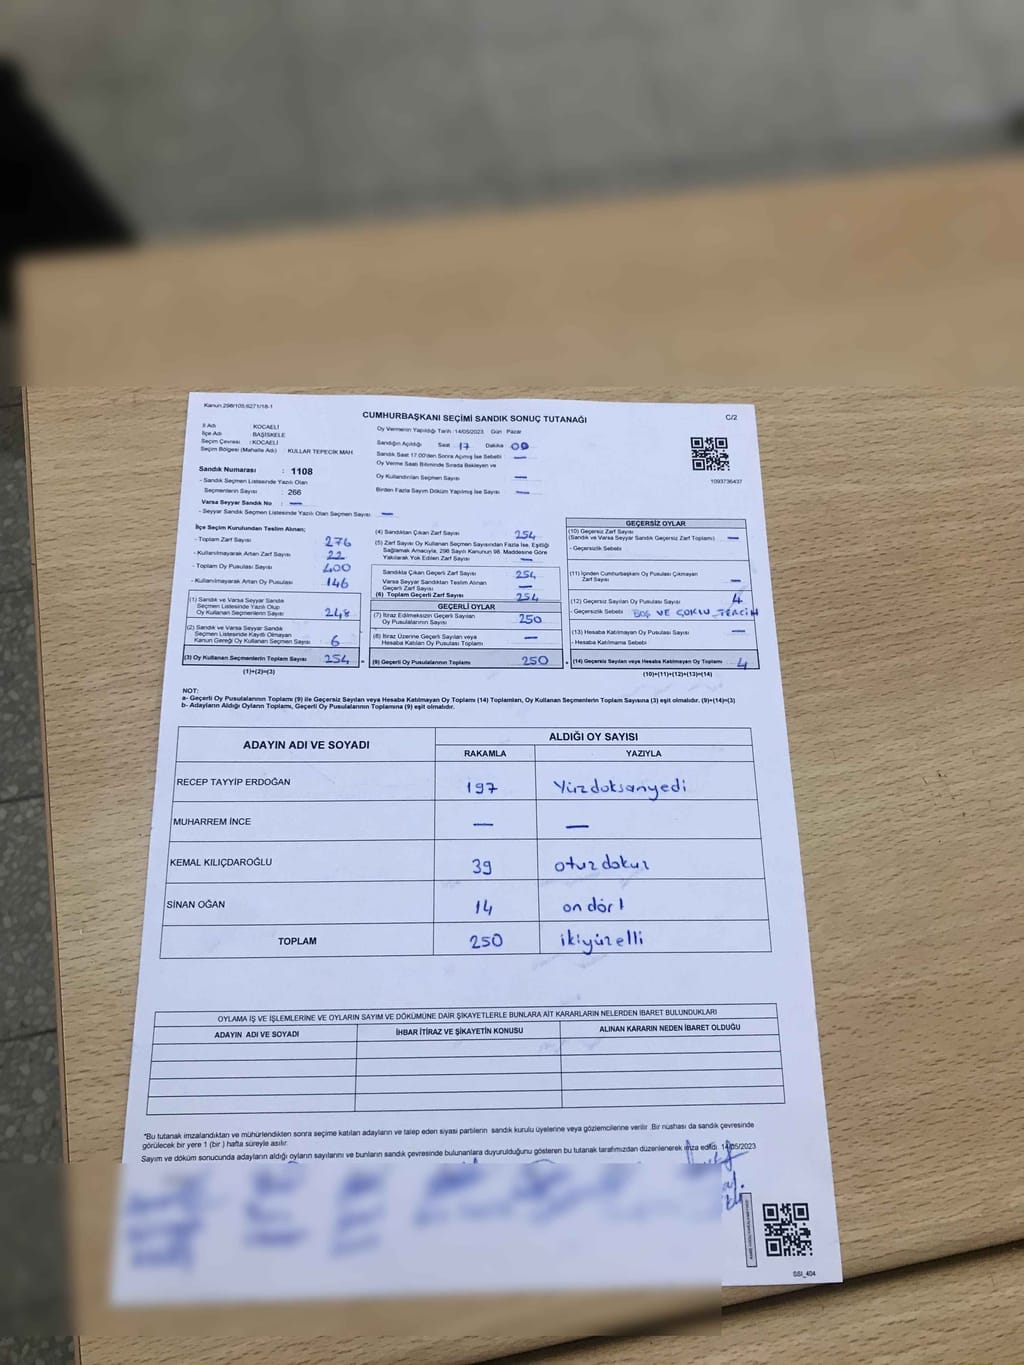 Kanun:298/105;6271/18-1
CUMHURBAŞKANI SEÇİMİ SANDIK SONUÇ TUTANAĞI
C/2
İl Adı KOCAELİ
İlçe Adı BAŞİSKELE
Seçim Çevresi :KOCAELİ
Seçim Bölgesi (Mahalle Adı) : KULLAR TEPECİK MAH
Sandık Numarası : 1108
- Sandık Seçmen Listesinde Yazılı Olan
Seçmenlerin Sayısı : 266
Varsa Seyyar Sandık No : —
- Seyyar Sandık Seçmen Listesinde Yazılı Olan Seçmen Sayısı —
Oy Vermenin Yapıldığı Tarih :14/05/2023 Gün : Pazar
Sandığın Açıldığı Saat 17 Dakika 00
Sandık Saat 17.00'den Sonra Açılmış İse Sebebi —
Oy Verme Saati Bitiminde Sırada Bekleyen ve
Oy Kullandırılan Seçmen Sayısı —
Birden Fazla Sayım Döküm Yapılmış İse Sayısı —
1093736437
İlçe Seçim Kurulundan Teslim Alınan;
- Toplam Zarf Sayısı 276
- Kullanılmayarak Artan Zarf Sayısı 22
- Toplam Oy Pusulası Sayısı 400
- Kullanılmayarak Artan Oy Pusulası 146
(1) Sandık ve Varsa Seyyar Sandık
Seçmen Listesinde Yazılı Olup
Oy Kullanan Seçmenlerin Sayısı 248
(2) Sandık ve Varsa Seyyar Sandık
Seçmen Listesinde Kayıtlı Olmayan
Kanun Gereği Oy Kullanan Seçmen Sayısı 6
(3) Oy Kullanan Seçmenlerin Toplam Sayısı 254
(1)+(2)=(3)
(4) Sandıktan Çıkan Zarf Sayısı 254
(5) Zarf Sayısı Oy Kullanan Seçmen Sayısından Fazla İse, Eşitliği
Sağlamak Amacıyla, 298 Sayılı Kanunun 98. Maddesine Göre
Yakılarak Yok Edilen Zarf Sayısı —
Sandıkta Çıkan Geçerli Zarf Sayısı 254
Varsa Seyyar Sandıktan Teslim Alınan
Geçerli Zarf Sayısı —
(6) Toplam Geçerli Zarf Sayısı 254
GEÇERLİ OYLAR
(7) İtiraz Edilmeksizin Geçerli Sayılan
Oy Pusulalarının Sayısı 250
(8) İtiraz Üzerine Geçerli Sayılan veya
Hesaba Katılan Oy Pusulası Toplamı —
= (9) Geçerli Oy Pusulalarının Toplamı 250
GEÇERSİZ OYLAR
(10) Geçersiz Zarf Sayısı
(Sandık ve Varsa Seyyar Sandık Geçersiz Zarf Toplamı) —
- Geçersizlik Sebebi
(11) İçinden Cumhurbaşkanı Oy Pusulası Çıkmayan
Zarf Sayısı —
(12) Geçersiz Sayılan Oy Pusulası Sayısı 4
- Geçersizlik Sebebi BOŞ VE ÇOKLU TERCİH
(13) Hesaba Katılmayan Oy Pusulası Sayısı —
- Hesaba Katılmama Sebebi
+ (14) Geçersiz Sayılan veya Hesaba Katılmayan Oy Toplamı 4
(10)+(11)+(12)+(13)=(14)
NOT:
a- Geçerli Oy Pusulalarının Toplamı (9) ile Geçersiz Sayılan veya Hesaba Katılmayan Oy Toplamı (14) Toplamları, Oy Kullanan Seçmenlerin Toplam Sayısına (3) eşit olmalıdır. (9)+(14)=(3)
b- Adayların Aldığı Oyların Toplamı, Geçerli Oy Pusulalarının Toplamına (9) eşit olmalıdır.
ADAYIN ADI VE SOYADI
ALDIĞI OY SAYISI
RAKAMLA YAZIYLA
RECEP TAYYİP ERDOĞAN 197 Yüzdoksanyedi
MUHARREM İNCE — —
KEMAL KILIÇDAROĞLU 39 otuzdokuz
SİNAN OĞAN 14 on dört
TOPLAM 250 ikiyüzelli
OYLAMA İŞ VE İŞLEMLERİNE VE OYLARIN SAYIM VE DÖKÜMÜNE DAİR ŞİKAYETLERLE BUNLARA AİT KARARLARIN NELERDEN İBARET BULUNDUKLARI
ADAYIN ADI VE SOYADI İHBAR İTİRAZ VE ŞİKAYETİN KONUSU ALINAN KARARIN NEDEN İBARET OLDUĞU
*Bu tutanak imzalandıktan ve mühürlendikten sonra seçime katılan adayların ve talep eden siyasi partilerin sandık kurulu üyelerine veya gözlemcilerine verilir .Bir nüshası da sandık çevresinde
görülecek bir yere 1 (bir ) hafta süreyle asılır.
Sayım ve döküm sonucunda adayların aldığı oyların sayılarını ve bunların sandık çevresinde bulunanlara duyurulduğunu gösteren bu tutanak tarafımızdan düzenlenerek imza edildi. 14/05/2023
SSI_404